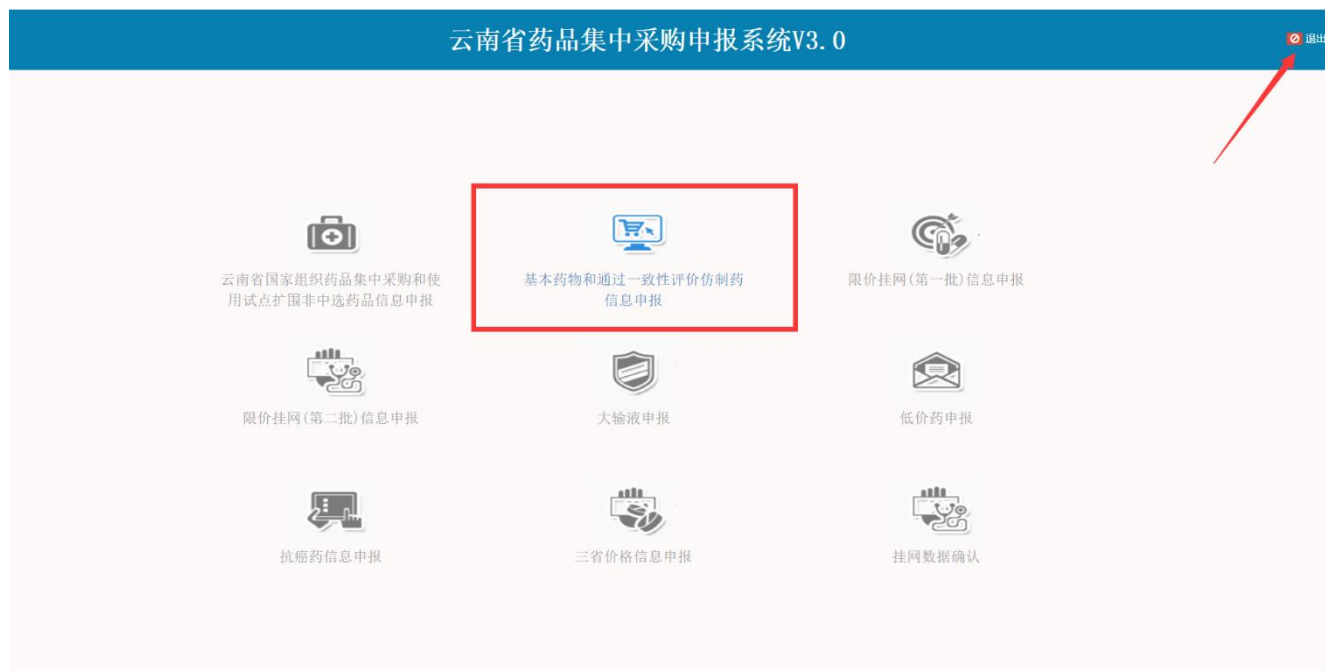 云南省药品集中采购申报系统V3.0
退出
云南省国家组织药品集中采购和使
用试点扩围非中选药品信息申报
基本药物和通过一致性评价仿制药
信息申报
限价挂网(第一批)信息申报
限价挂网(第二批)信息申报
大输液申报
低价药申报
抗癌药信息申报
三省价格信息申报
挂网数据确认